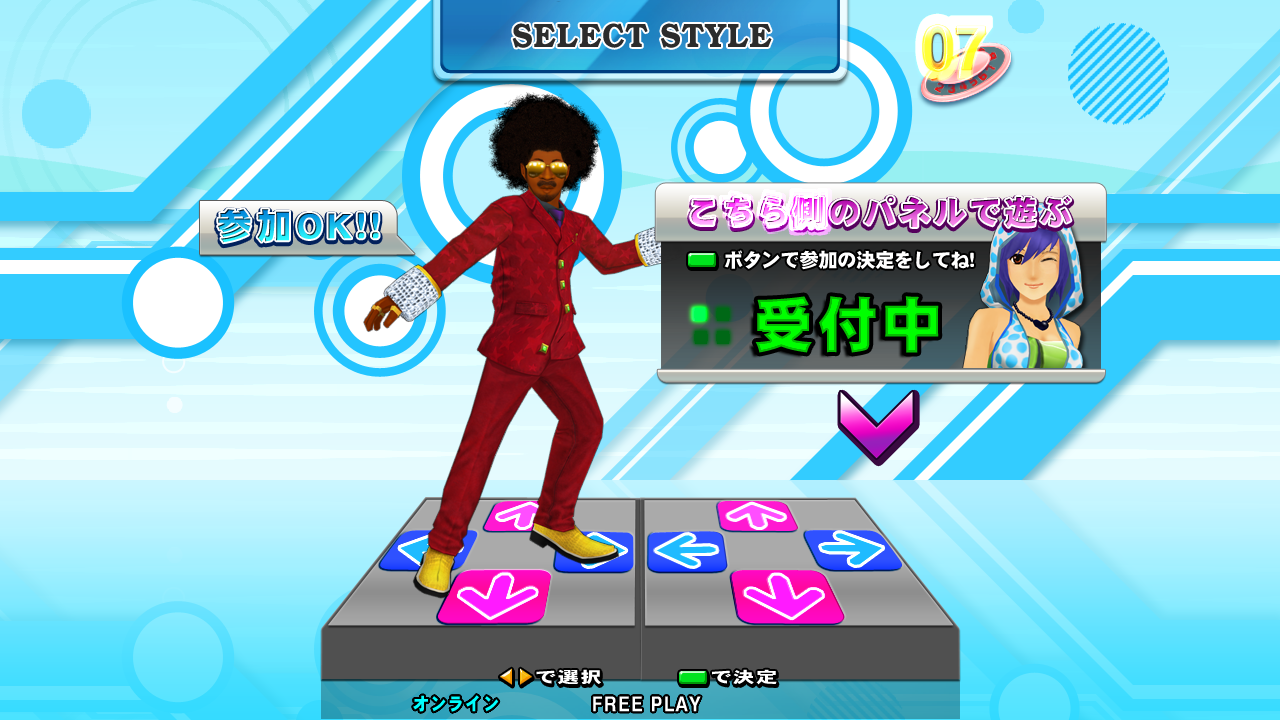 SELECT STYLE
07
参加OK!!
こちら側のパネルで遊ぶ
ボタンで参加の決定をしてね!
受付中
で選択
で決定
オンライン
FREE PLAY